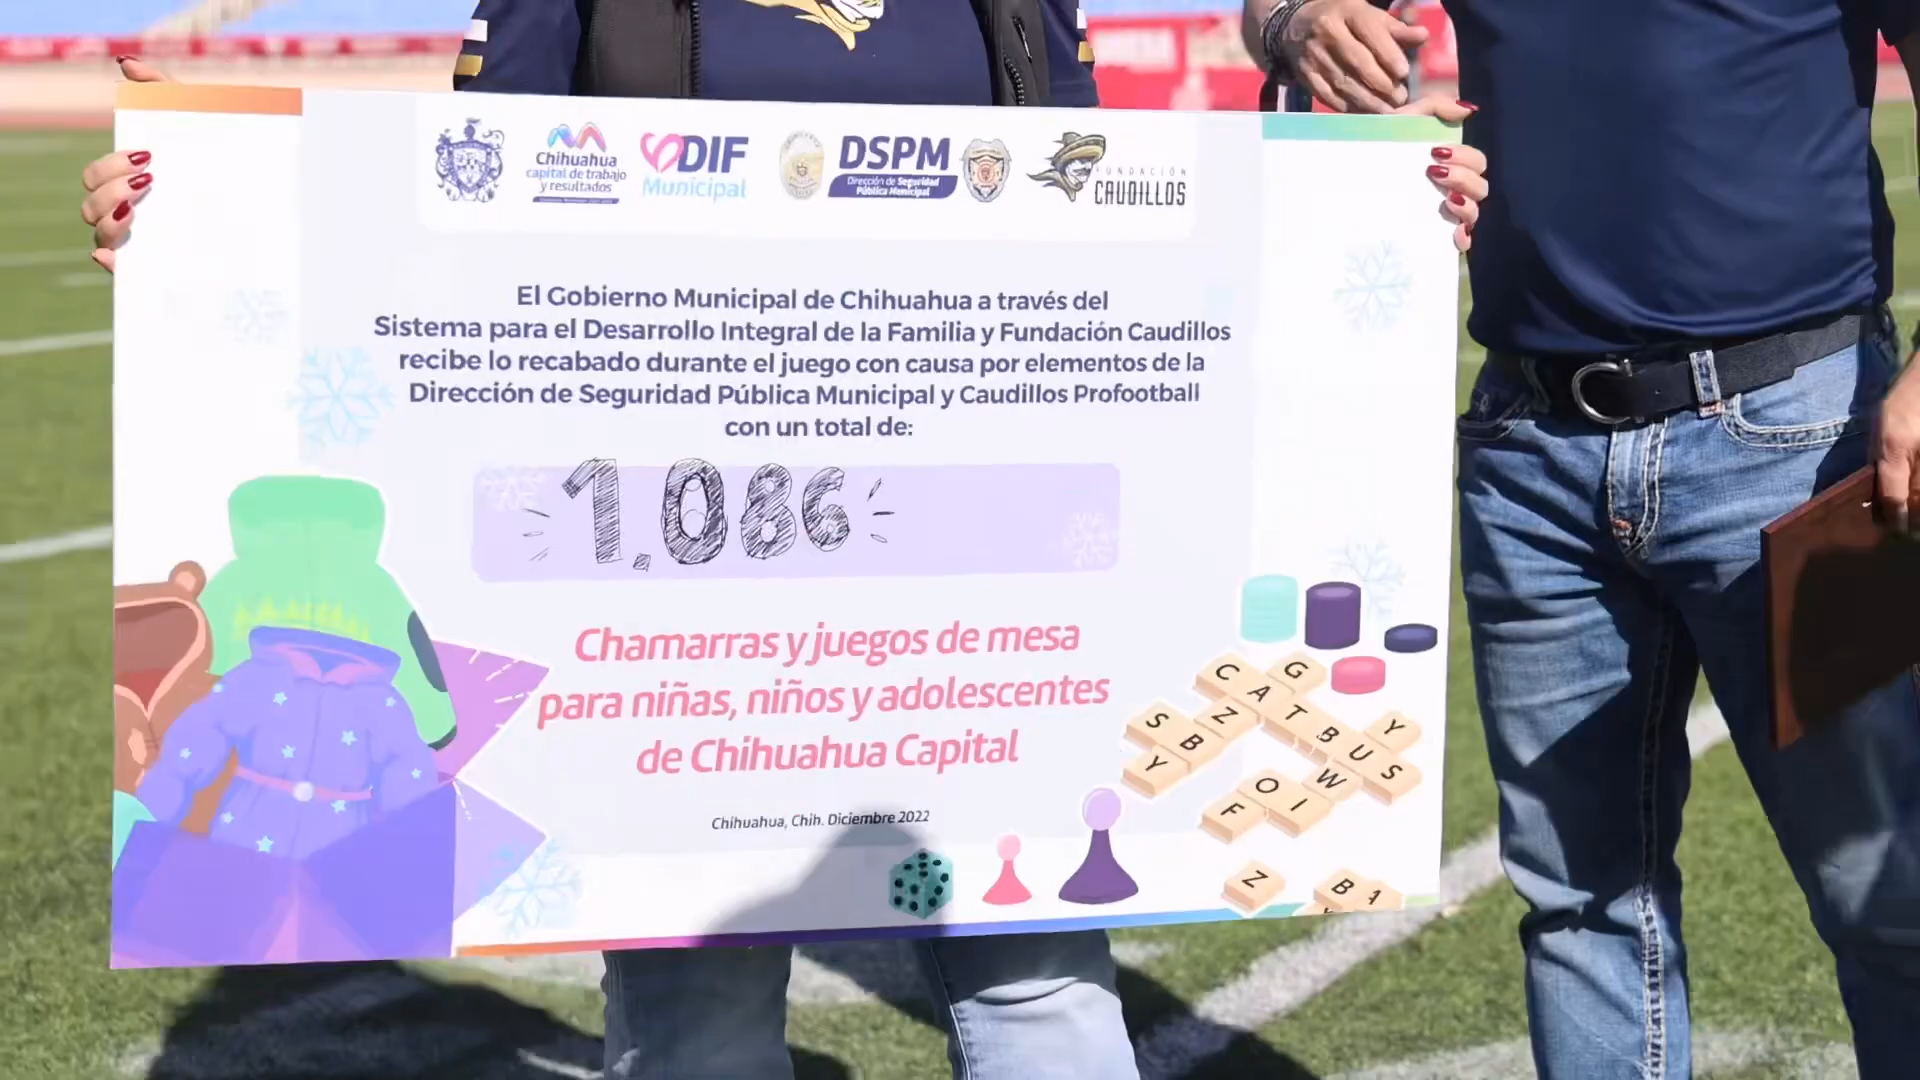 Chihuahua
capital de trabajo
y resultados
DIF
Municipal
DSPM
Dirección de Seguridad
Pública Municipal
FUNDACIÓN
CAUDILLOS
El Gobierno Municipal de Chihuahua a través del
Sistema para el Desarrollo Integral de la Familia y Fundación Caudillos
recibe lo recabado durante el juego con causa por elementos de la
Dirección de Seguridad Pública Municipal y Caudillos Profootball
con un total de:
1,086
Chamarras y juegos de mesa
para niñas, niños y adolescentes
de Chihuahua Capital
Chihuahua, Chih. Diciembre 2022
G
C A T B U S
Y
S Z
Y B
W
O I
F
Z
B